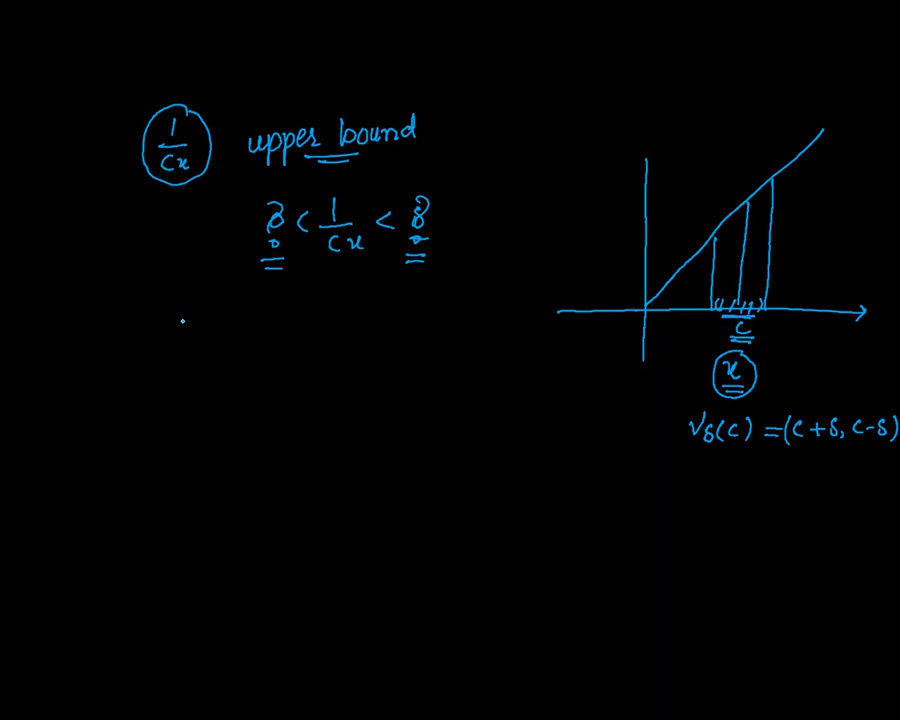 1/cx upper bound
? < 1/cx < ?
c
x
Vδ(c) = (c+δ, c-δ)